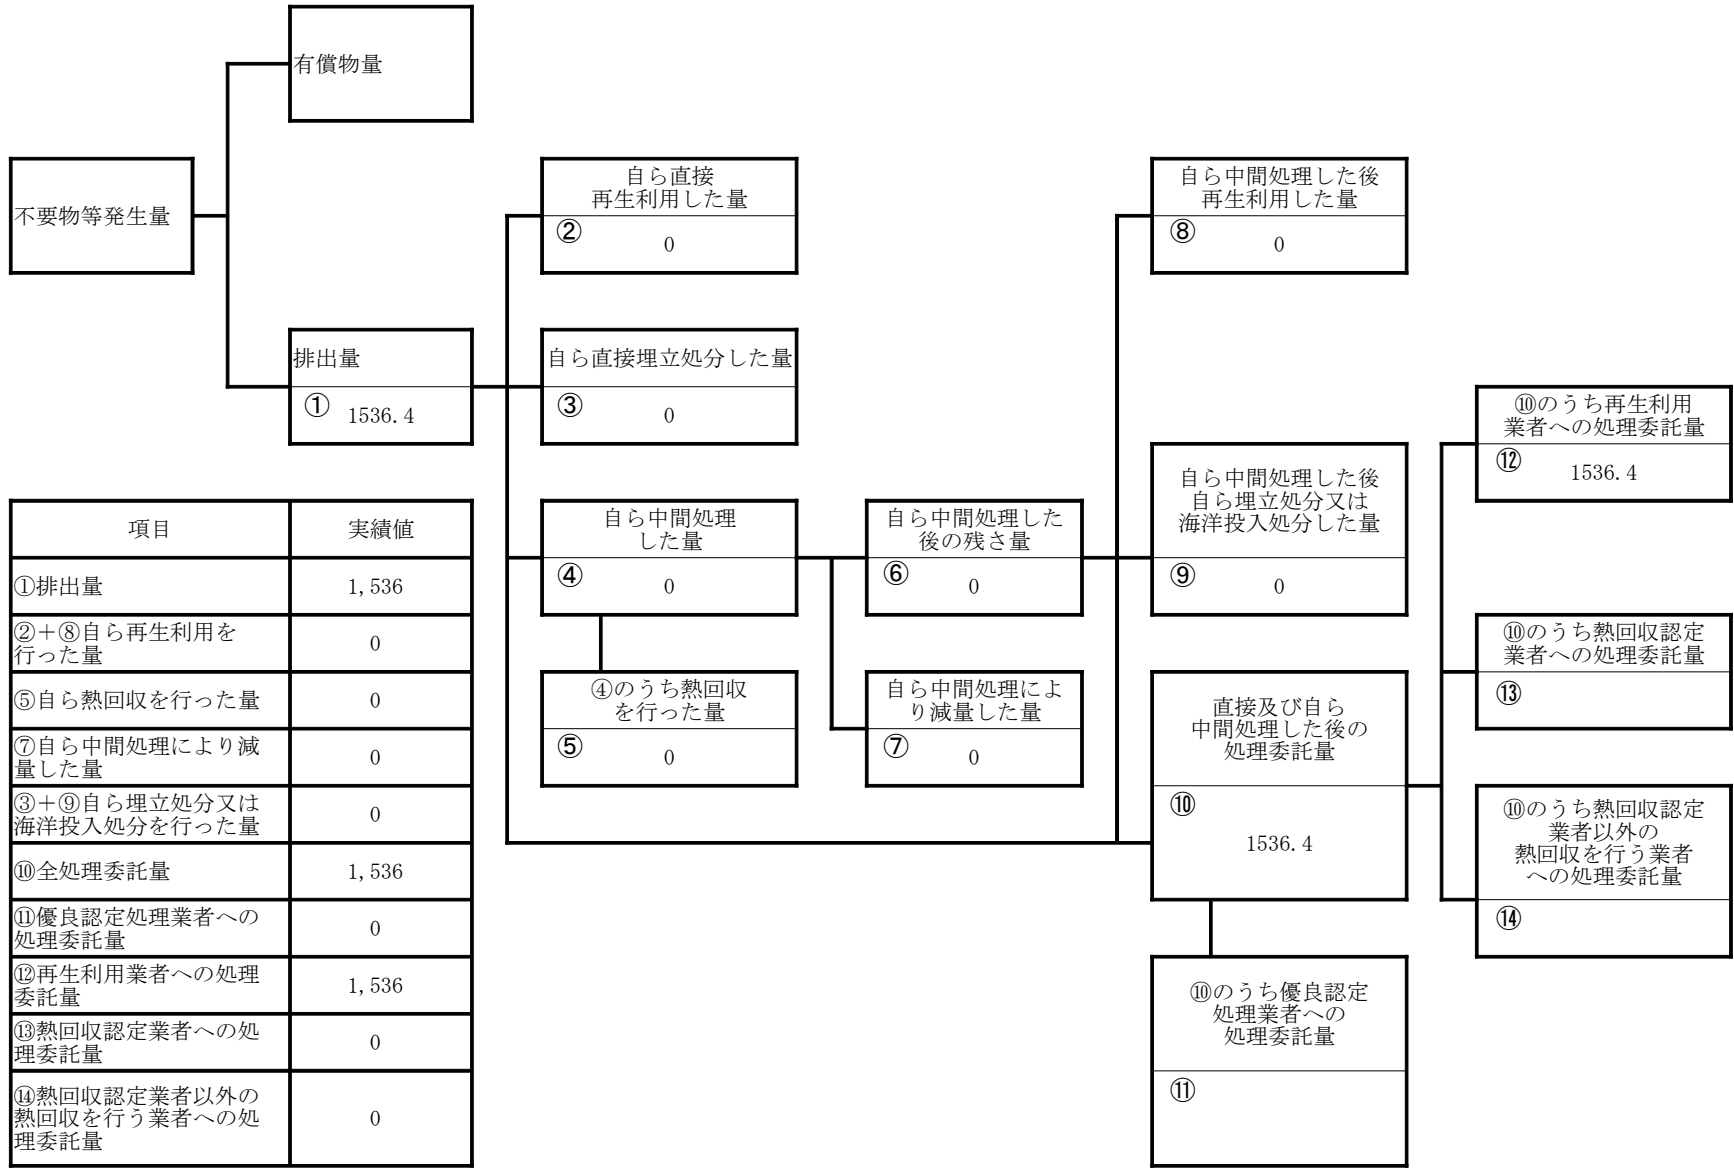 有償物量
不要物等発生量
自ら直接
再生利用した量
②
0
自ら中間処理した後
再生利用した量
⑧
0
排出量
①
1536.4
自ら直接埋立処分した量
③
0
⑩のうち再生利用
業者への処理委託量
⑫
1536.4
自ら中間処理
した量
④
0
自ら中間処理した
後の残さ量
⑥
0
自ら中間処理した後
自ら埋立処分又は
海洋投入処分した量
⑨
0
⑩のうち熱回収認定
業者への処理委託量
⑬
④のうち熱回収
を行った量
⑤
0
自ら中間処理によ
り減量した量
⑦
0
直接及び自ら
中間処理した後の
処理委託量
⑩
1536.4
⑩のうち熱回収認定
業者以外の
熱回収を行う業者
への処理委託量
⑭
⑩のうち優良認定
処理業者への
処理委託量
⑪
項目
実績値
①排出量
1,536
②＋⑧自ら再生利用を
行った量
0
⑤自ら熱回収を行った量
0
⑦自ら中間処理により減
量した量
0
③＋⑨自ら埋立処分又は
海洋投入処分を行った量
0
⑩全処理委託量
1,536
⑪優良認定処理業者への
処理委託量
0
⑫再生利用業者への処理
委託量
1,536
⑬熱回収認定業者への処
理委託量
0
⑭熱回収認定業者以外の
熱回収を行う業者への処
理委託量
0